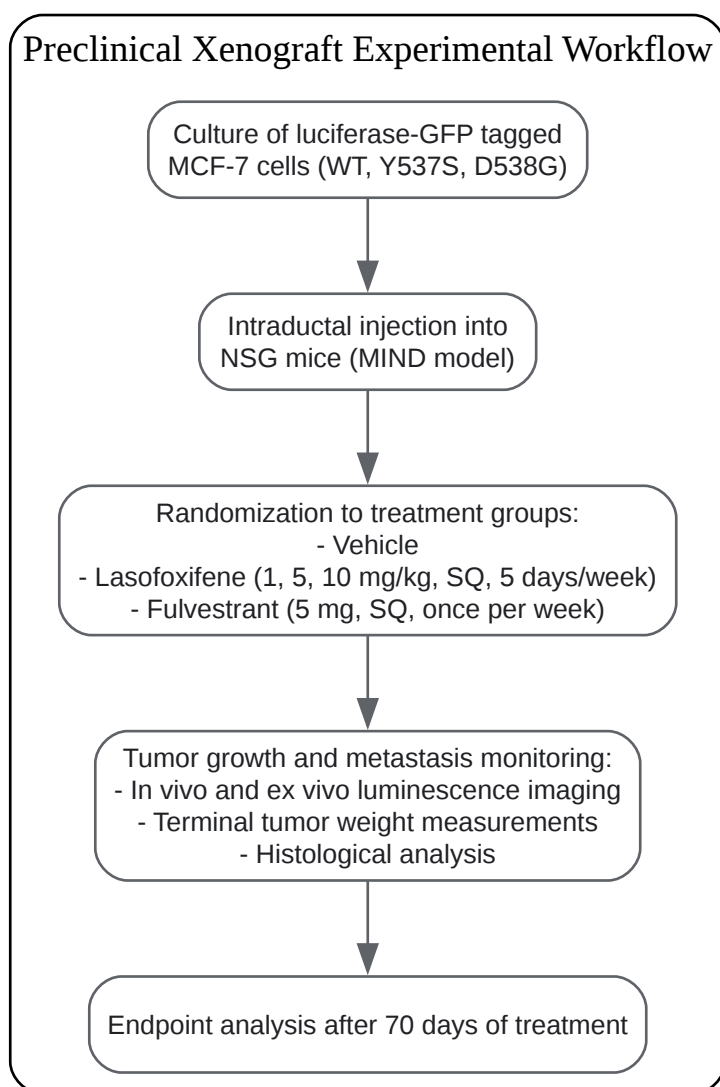 Preclinical Xenograft Experimental Workflow
Culture of luciferase-GFP tagged
MCF-7 cells (WT, Y537S, D538G)
Intraductal injection into
NSG mice (MIND model)
Randomization to treatment groups:
- Vehicle
- Lasofoxifene (1, 5, 10 mg/kg, SQ, 5 days/week)
- Fulvestrant (5 mg, SQ, once per week)
Tumor growth and metastasis monitoring:
- In vivo and ex vivo luminescence imaging
- Terminal tumor weight measurements
- Histological analysis
Endpoint analysis after 70 days of treatment